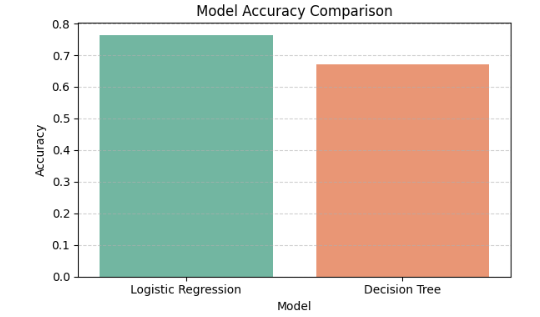 Model Accuracy Comparison
0.8
0.7
0.6
0.5
0.4
0.3
0.2
0.1
0.0
Accuracy
Logistic Regression
Decision Tree
Model